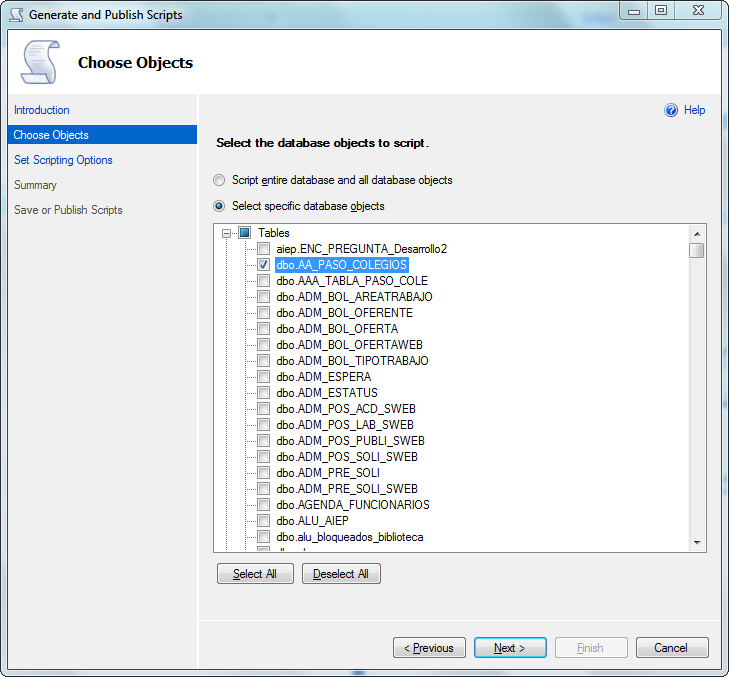 Generate and Publish Scripts
Choose Objects
Introduction
Choose Objects
Set Scripting Options
Summary
Save or Publish Scripts
Help
Select the database objects to script.
Script entire database and all database objects
Select specific database objects
Tables
aiep.ENC_PREGUNTA_Desarrollo2
dbo.AA_PASO_COLEGIOS
dbo.AAA_TABLA_PASO_COLE
dbo.ADM_BOL_AREATRABAJO
dbo.ADM_BOL_OFERENTE
dbo.ADM_BOL_OFERTA
dbo.ADM_BOL_OFERTAWEB
dbo.ADM_BOL_TIPOTRABAJO
dbo.ADM_ESPERA
dbo.ADM_ESTATUS
dbo.ADM_POS_ACD_SWEB
dbo.ADM_POS_LAB_SWEB
dbo.ADM_POS_PUBLI_SWEB
dbo.ADM_POS_SOLI_SWEB
dbo.ADM_PRE_SOLI
dbo.ADM_PRE_SOLI_SWEB
dbo.AGENDA_FUNCIONARIOS
dbo.ALU_AIEP
dbo.alu_bloqueados_biblioteca
Select All Deselect All
< Previous Next > Finish Cancel